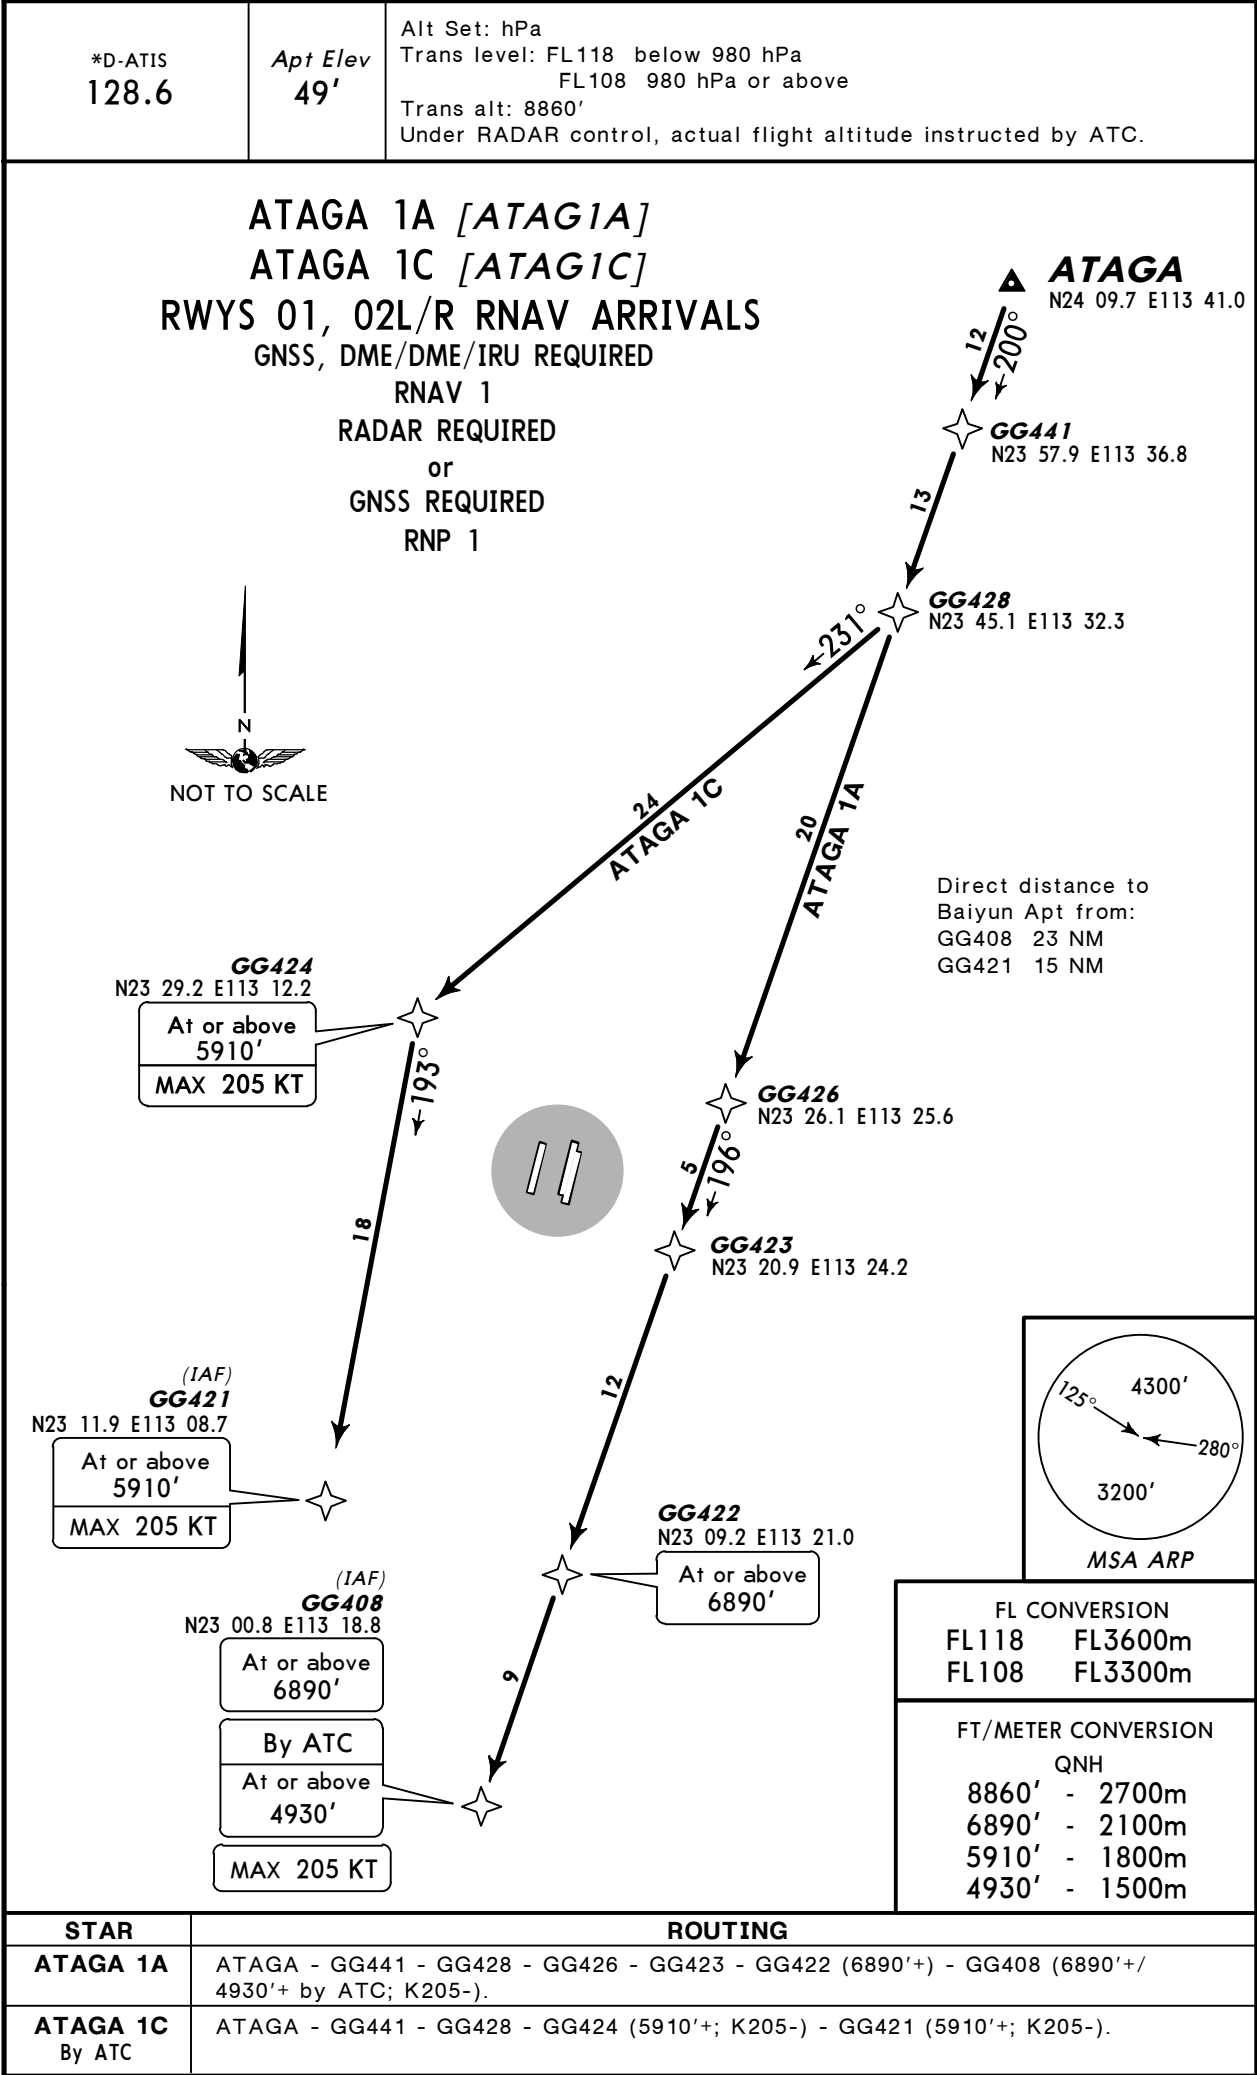 *D-ATIS
128.6
Apt Elev
49'
Alt Set: hPa
Trans level: FL118 below 980 hPa
FL108 980 hPa or above
Trans alt: 8860'
Under RADAR control, actual flight altitude instructed by ATC.
ATAGA 1A [ATAG1A]
ATAGA 1C [ATAG1C]
RWYS 01, 02L/R RNAV ARRIVALS
GNSS, DME/DME/IRU REQUIRED
RNAV 1
RADAR REQUIRED
or
GNSS REQUIRED
RNP 1
ATAGA
N24 09.7 E113 41.0
12
200°
GG441
N23 57.9 E113 36.8
13
GG428
N23 45.1 E113 32.3
231°
N
NOT TO SCALE
24
ATAGA 1C
20
ATAGA 1A
Direct distance to
Baiyun Apt from:
GG408 23 NM
GG421 15 NM
GG424
N23 29.2 E113 12.2
At or above
5910'
MAX 205 KT
193°
GG426
N23 26.1 E113 25.6
5
196°
18
GG423
N23 20.9 E113 24.2
12
(IAF)
GG421
N23 11.9 E113 08.7
At or above
5910'
MAX 205 KT
125°
4300'
280°
3200'
MSA ARP
GG422
N23 09.2 E113 21.0
At or above
6890'
(IAF)
GG408
N23 00.8 E113 18.8
At or above
6890'
By ATC
At or above
4930'
MAX 205 KT
9
FL CONVERSION
FL118 FL3600m
FL108 FL3300m
FT/METER CONVERSION
QNH
8860' - 2700m
6890' - 2100m
5910' - 1800m
4930' - 1500m
STAR ROUTING
ATAGA 1A ATAGA - GG441 - GG428 - GG426 - GG423 - GG422 (6890'+) - GG408 (6890'+/
4930'+ by ATC; K205-).
ATAGA 1C ATAGA - GG441 - GG428 - GG424 (5910'+; K205-) - GG421 (5910'+; K205-).
By ATC